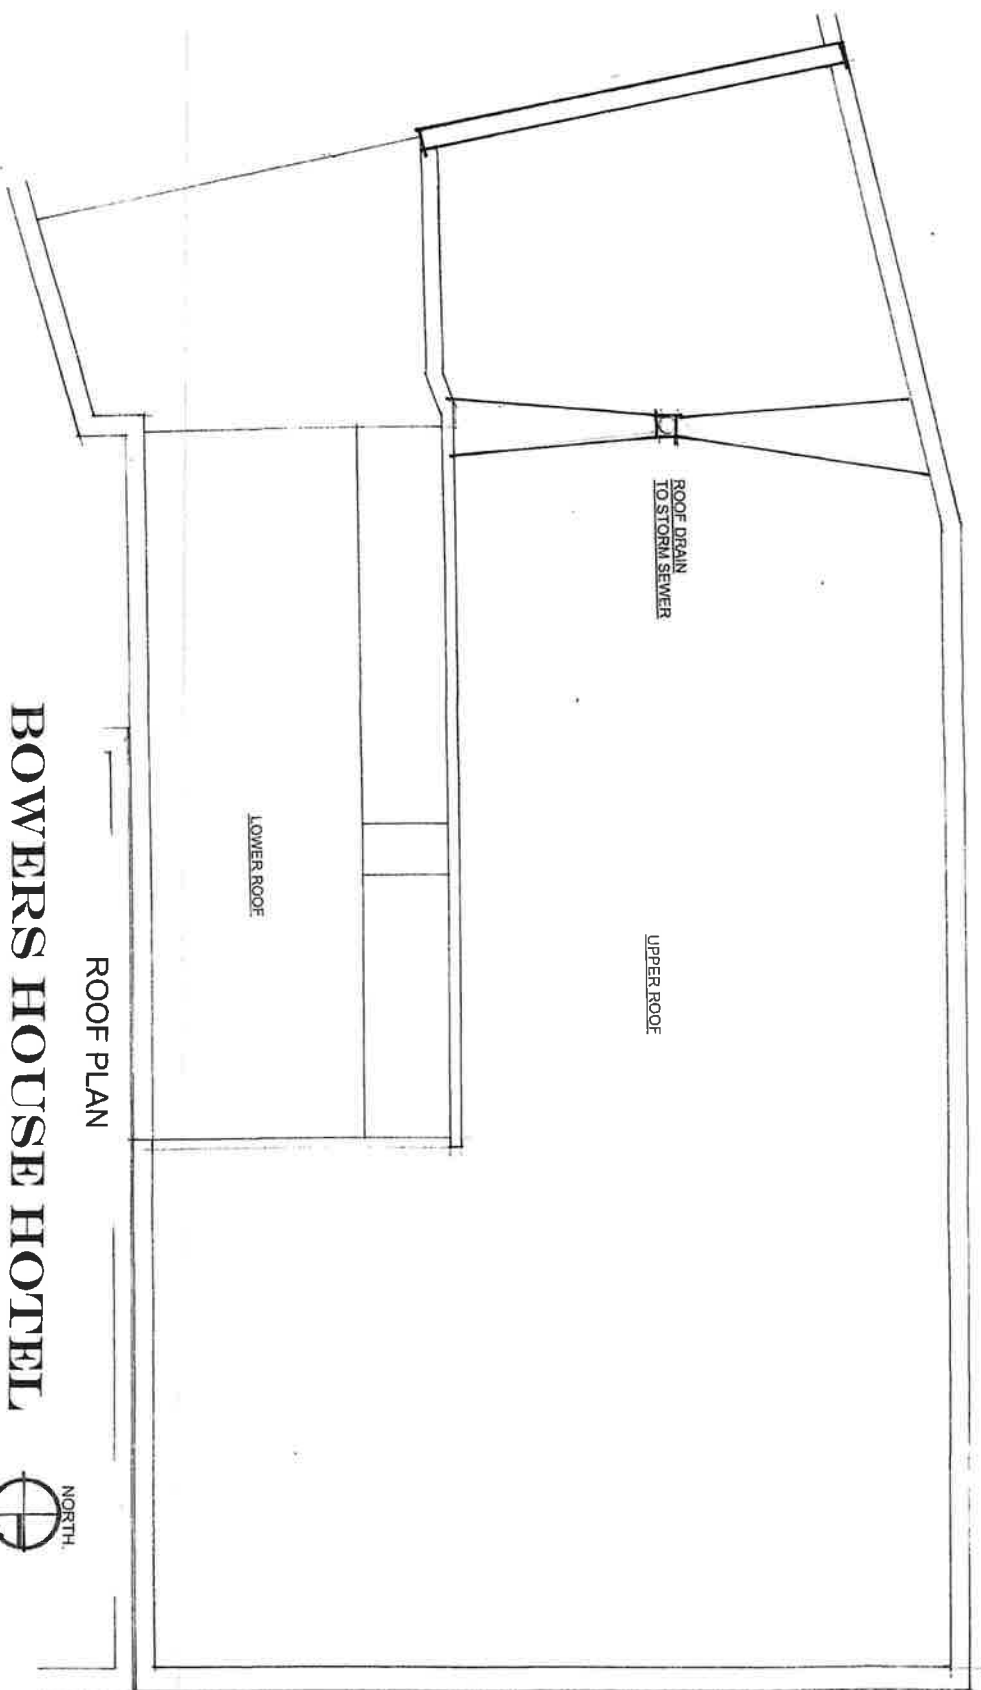 ROOF DRAIN
TO STORM SEWER
UPPER ROOF
LOWER ROOF
ROOF PLAN
BOWERS HOUSE HOTEL
NORTH.